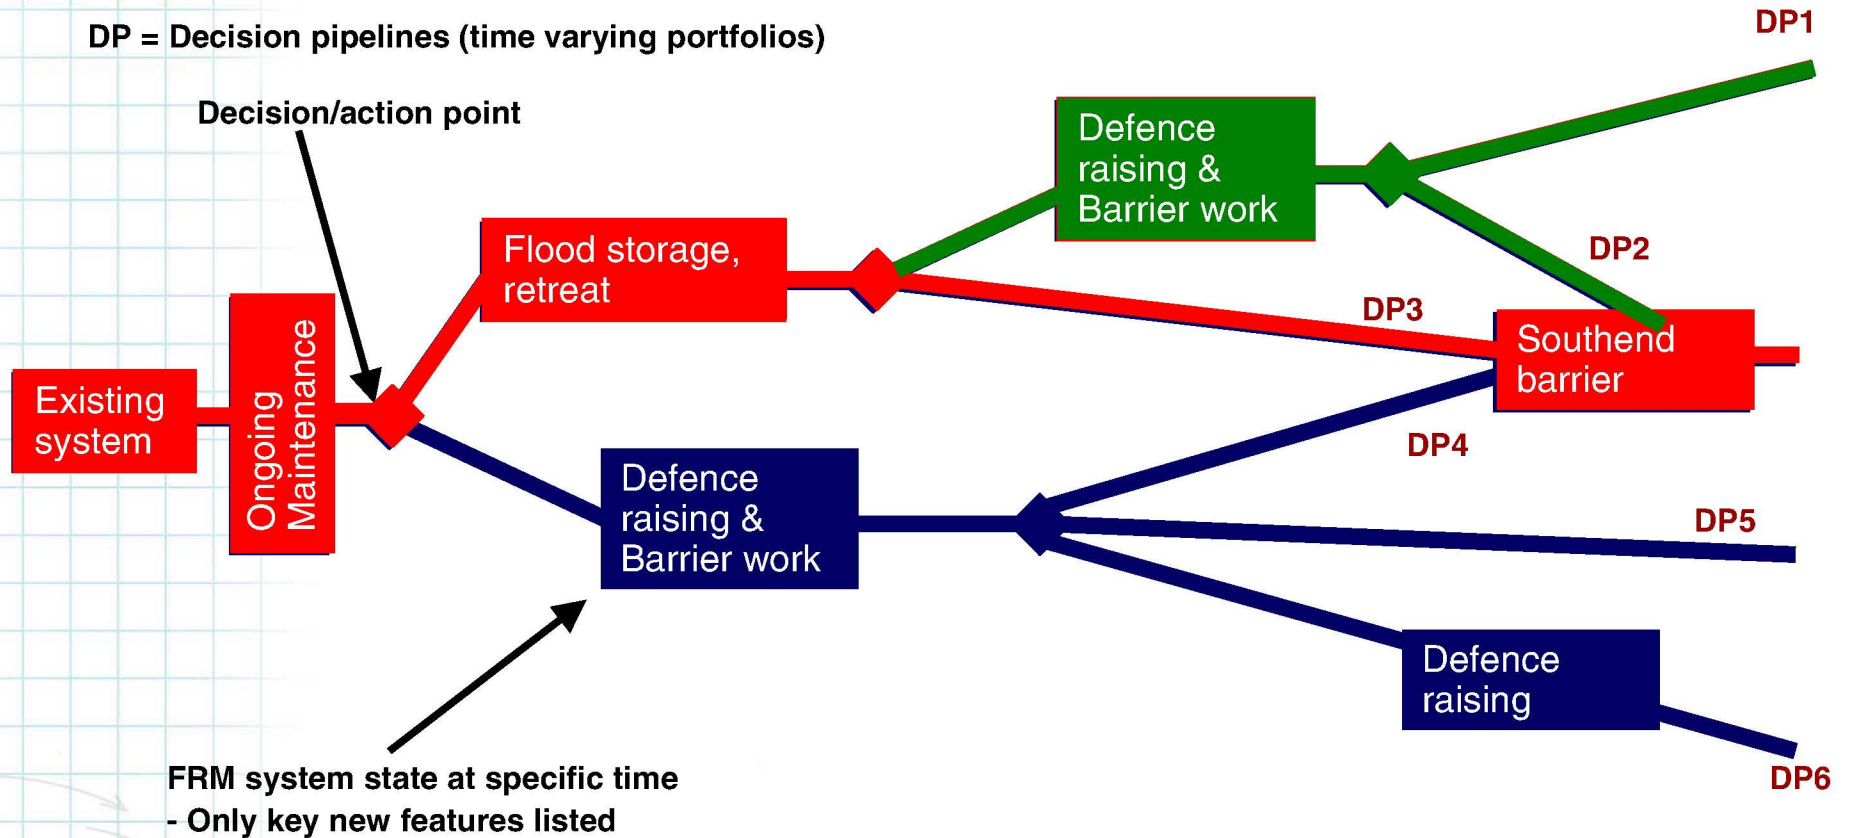 DP = Decision pipelines (time varying portfolios)
Decision/action point
DP1
Defence
raising &
Barrier work
DP2
Flood storage,
retreat
DP3
Southend
barrier
Existing
system
Ongoing
Maintenance
DP4
Defence
raising &
Barrier work
DP5
Defence
raising
DP6
FRM system state at specific time
- Only key new features listed